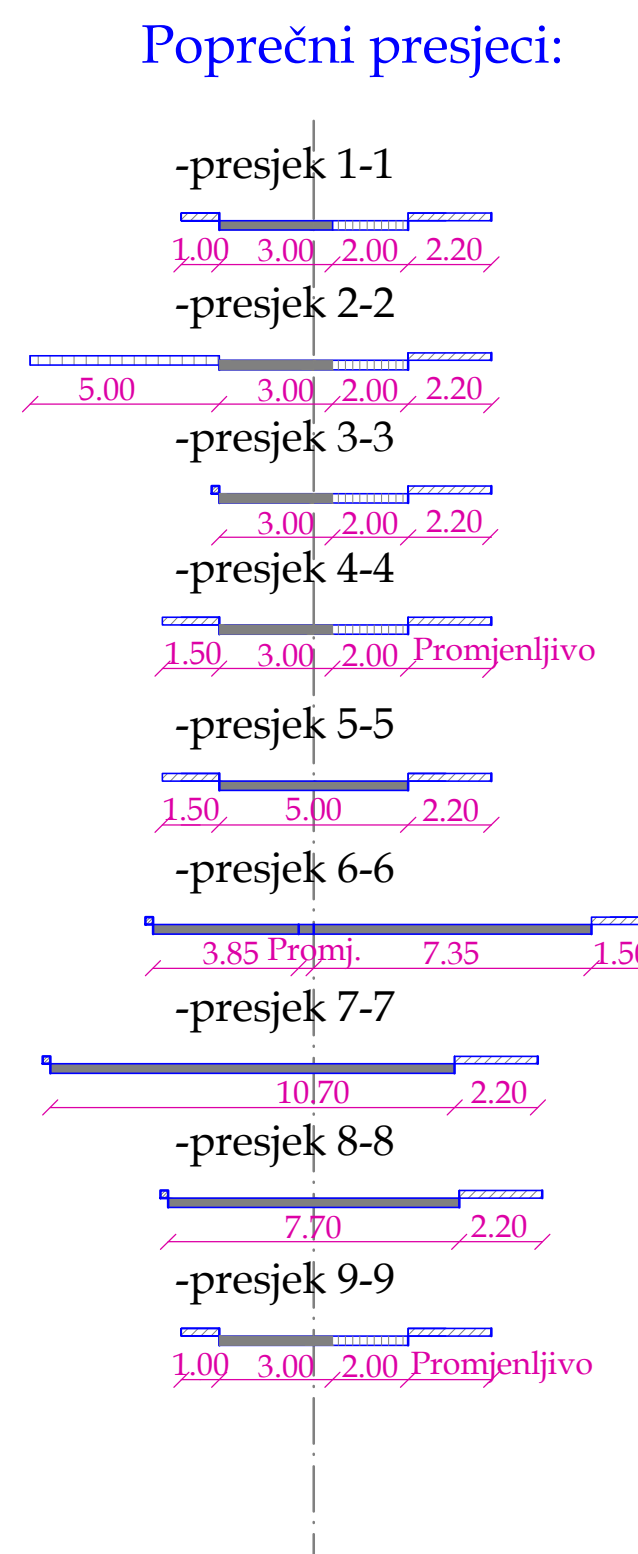 Poprečni presjeci:
-presjek 1-1
1.00 3.00 2.00 2.20
-presjek 2-2
5.00 3.00 2.00 2.20
-presjek 3-3
3.00 2.00 2.20
-presjek 4-4
1.50 3.00 2.00 Promjenljivo
-presjek 5-5
1.50 5.00 2.20
-presjek 6-6
3.85 Promj. 7.35 1.50
-presjek 7-7
10.70 2.20
-presjek 8-8
7.70 2.20
-presjek 9-9
1.00 3.00 2.00 Promjenljivo